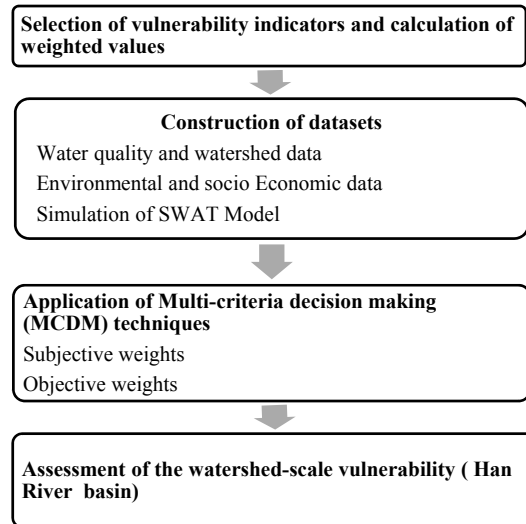 Selection of vulnerability indicators and calculation of
weighted values
Construction of datasets
Water quality and watershed data
Environmental and socio Economic data
Simulation of SWAT Model
Application of Multi-criteria decision making
(MCDM) techniques
Subjective weights
Objective weights
Assessment of the watershed-scale vulnerability ( Han
River basin)